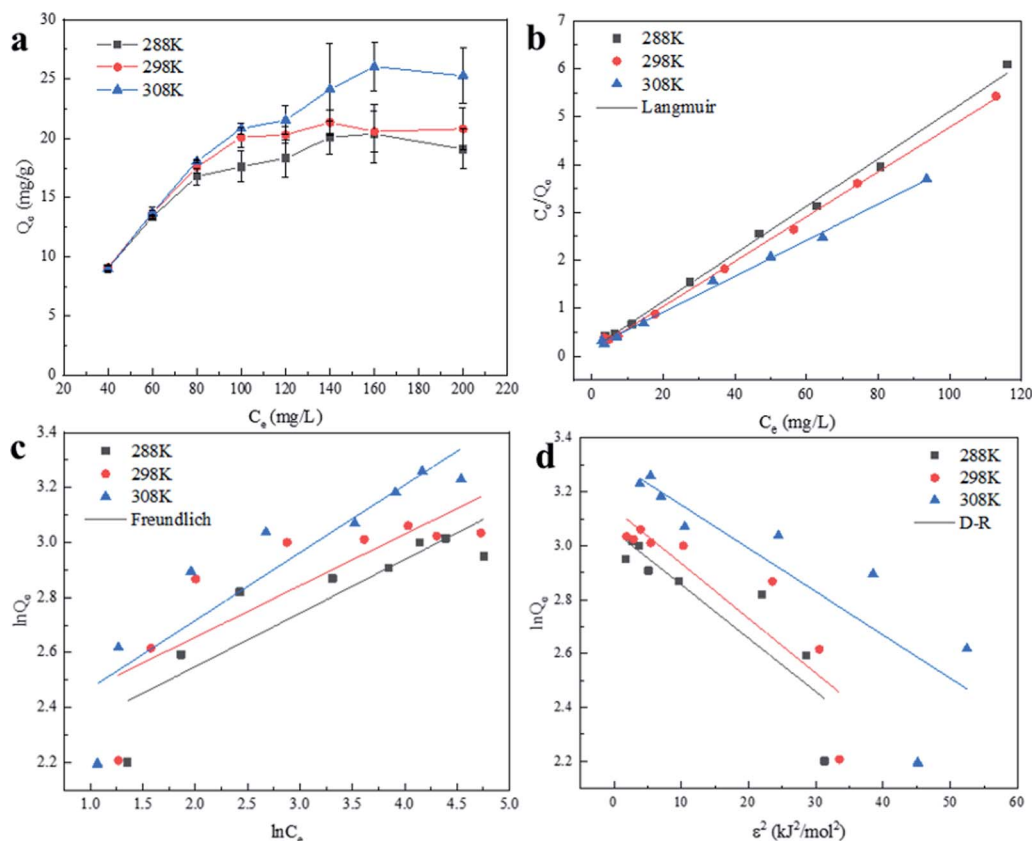 a
288K
298K
308K
30
25
20
15
10
5
0
Qe (mg/g)
20 40 60 80 100 120 140 160 180 200 220
Ce (mg/L)
b
288K
298K
308K
Langmuir
7
6
5
4
3
2
1
0
Ce/Qe
0 20 40 60 80 100 120
Ce (mg/L)
c
288K
298K
308K
Freundlich
3.4
3.2
3.0
2.8
2.6
2.4
2.2
lnQe
1.0 1.5 2.0 2.5 3.0 3.5 4.0 4.5 5.0
lnCe
d
288K
298K
308K
D-R
3.4
3.2
3.0
2.8
2.6
2.4
2.2
lnQe
0 10 20 30 40 50 60
ε² (kJ²/mol²)